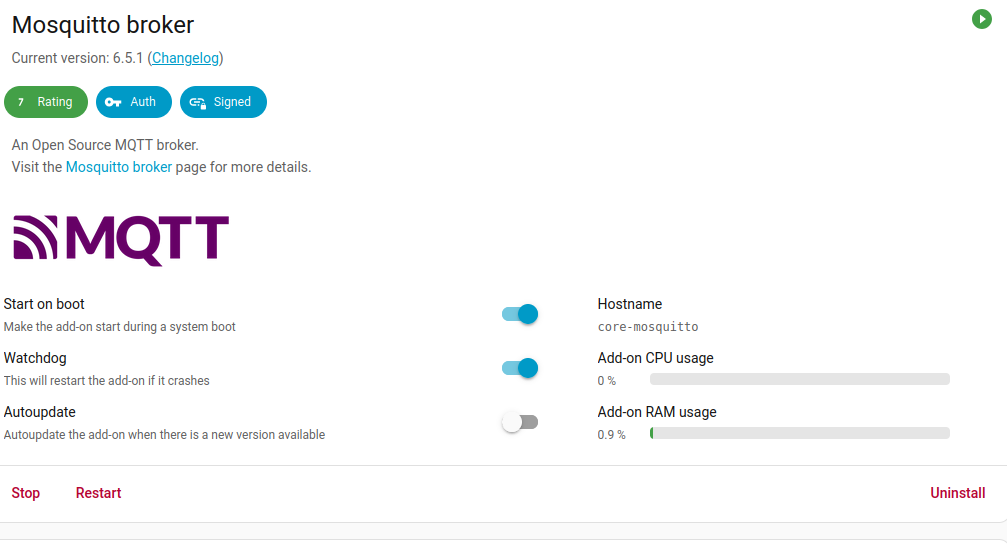 Mosquitto broker
Current version: 6.5.1 (Changelog)
7 Rating Auth Signed
An Open Source MQTT broker.
Visit the Mosquitto broker page for more details.
MQTT
Start on boot
Make the add-on start during a system boot
Hostname
core-mosquitto
Watchdog
This will restart the add-on if it crashes
Add-on CPU usage
0 %
Autoupdate
Autoupdate the add-on when there is a new version available
Add-on RAM usage
0.9 %
Stop Restart Uninstall